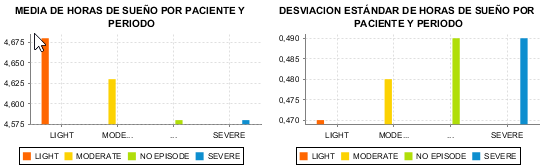 MEDIA DE HORAS DE SUEÑO POR PACIENTE Y
PERIODO
4,675
4,650
4,625
4,600
4,575
LIGHT MODE... ... SEVERE
LIGHT MODERATE NO EPISODE SEVERE
DESVIACION ESTÁNDAR DE HORAS DE SUEÑO POR
PACIENTE Y PERIODO
0,490
0,485
0,480
0,475
0,470
LIGHT MODE... ... SEVERE
LIGHT MODERATE NO EPISODE SEVERE